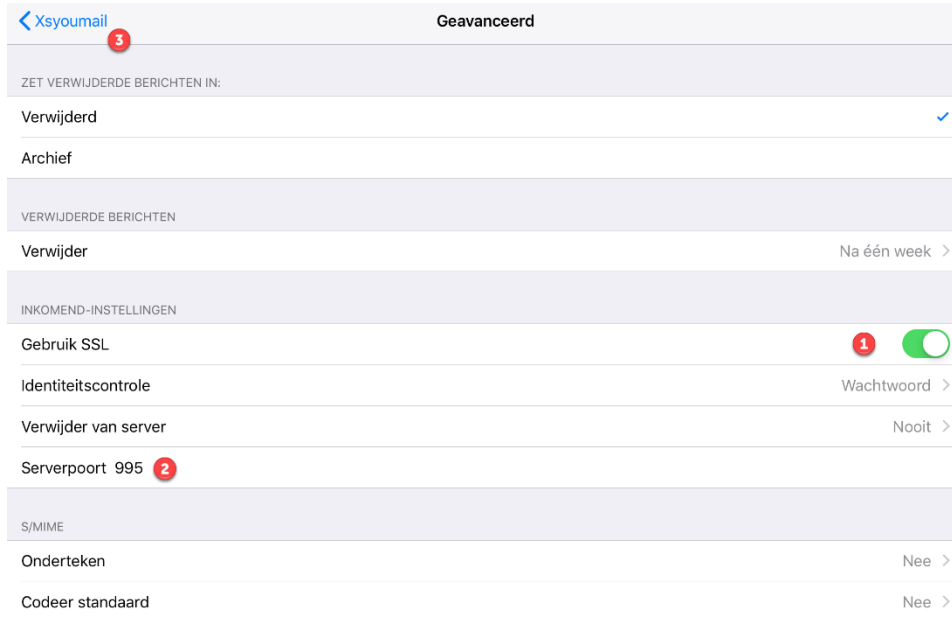 Xsyoumail Geavanceerd
3
ZET VERWIJDERDE BERICHTEN IN:
Verwijderd
Archief
VERWIJDERDE BERICHTEN
Verwijder Na één week
INKOMEND-INSTELLINGEN
Gebruik SSL 1
Identiteitscontrole Wachtwoord
Verwijder van server Nooit
Serverpoort 995 2
S/MIME
Onderteken Nee
Codeer standaard Nee